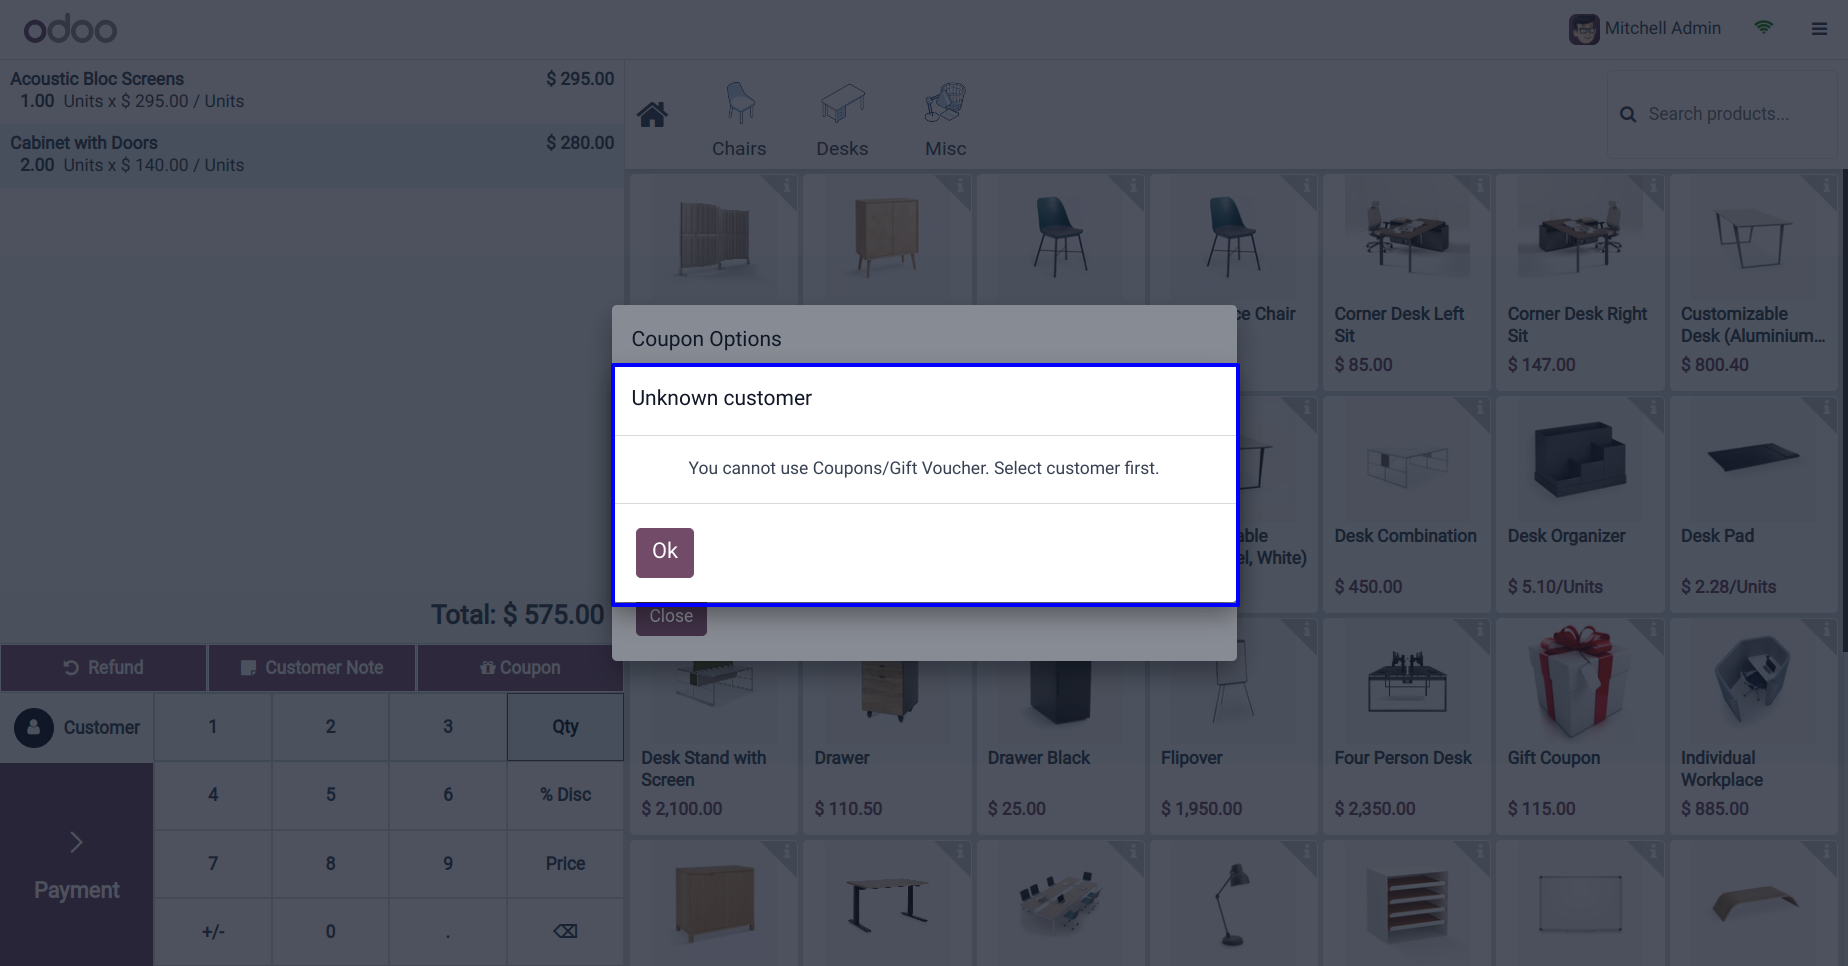 odoo
Mitchell Admin
Acoustic Bloc Screens $ 295.00
1.00 Units x $ 295.00 / Units
Cabinet with Doors $ 280.00
2.00 Units x $ 140.00 / Units
Total: $ 575.00
Refund Customer Note Coupon
Customer 1 2 3 Qty
4 5 6 % Disc
7 8 9 Price
Payment
+/- 0 .
Chairs Desks Misc
Search products...
Coupon Options
Unknown customer
You cannot use Coupons/Gift Voucher. Select customer first.
Ok
Close
Chair
Corner Desk Left
Sit
$ 85.00
Corner Desk Right
Sit
$ 147.00
Customizable
Desk (Aluminium...
$ 800.40
White)
Desk Combination
$ 450.00
Desk Organizer
$ 5.10/Units
Desk Pad
$ 2.28/Units
Desk Stand with
Screen
$ 2,100.00
Drawer
$ 110.50
Drawer Black
$ 25.00
Flipover
$ 1,950.00
Four Person Desk
$ 2,350.00
Gift Coupon
$ 115.00
Individual
Workplace
$ 885.00